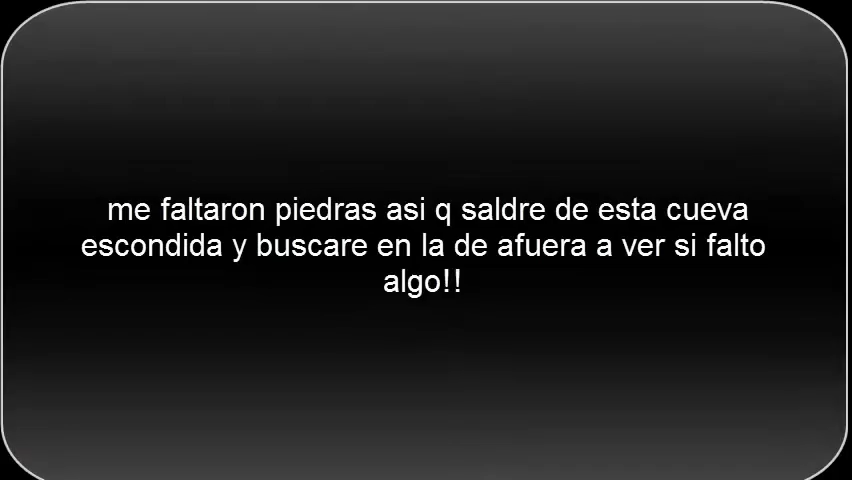 me faltaron piedras asi q saldre de esta cueva
escondida y buscare en la de afuera a ver si falto
algo!!